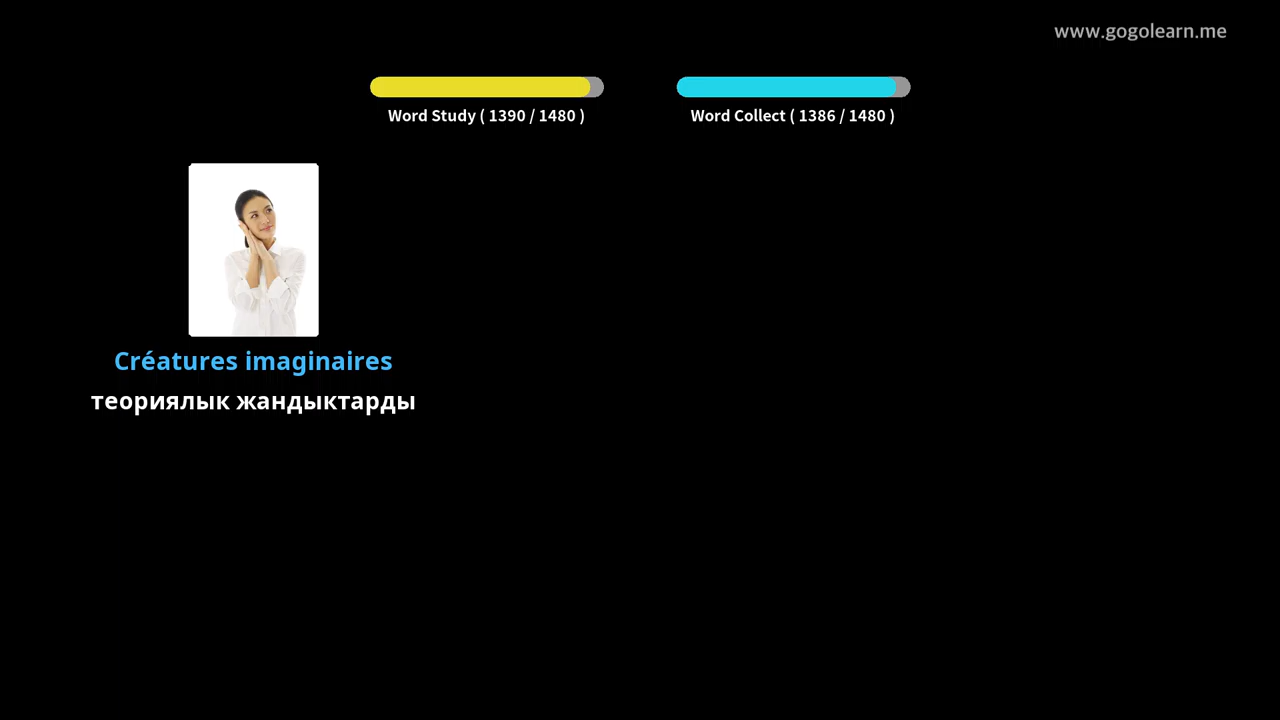 www.gogolearn.me
Word Study ( 1390 / 1480 )
Word Collect ( 1386 / 1480 )
Créatures imaginaires
теориялык жандыктарды